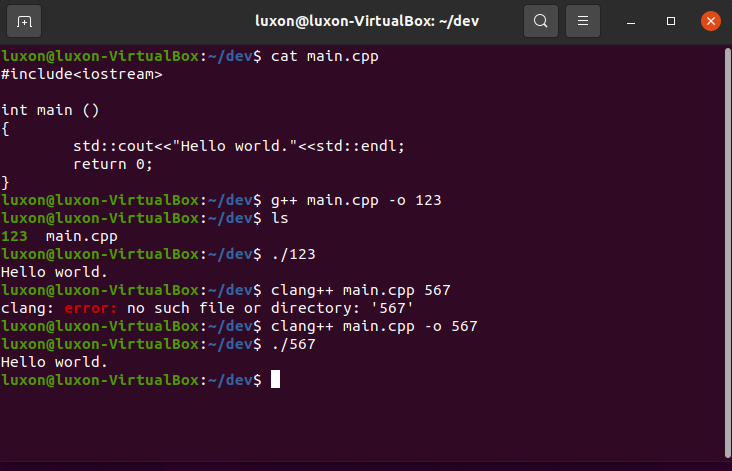 luxon@luxon-VirtualBox: ~/dev
luxon@luxon-VirtualBox:~/dev$ cat main.cpp
#include<iostream>

int main ()
{
        std::cout<<"Hello world."<<std::endl;
        return 0;
}
luxon@luxon-VirtualBox:~/dev$ g++ main.cpp -o 123
luxon@luxon-VirtualBox:~/dev$ ls
123  main.cpp
luxon@luxon-VirtualBox:~/dev$ ./123
Hello world.
luxon@luxon-VirtualBox:~/dev$ clang++ main.cpp 567
clang: error: no such file or directory: '567'
luxon@luxon-VirtualBox:~/dev$ clang++ main.cpp -o 567
luxon@luxon-VirtualBox:~/dev$ ./567
Hello world.
luxon@luxon-VirtualBox:~/dev$